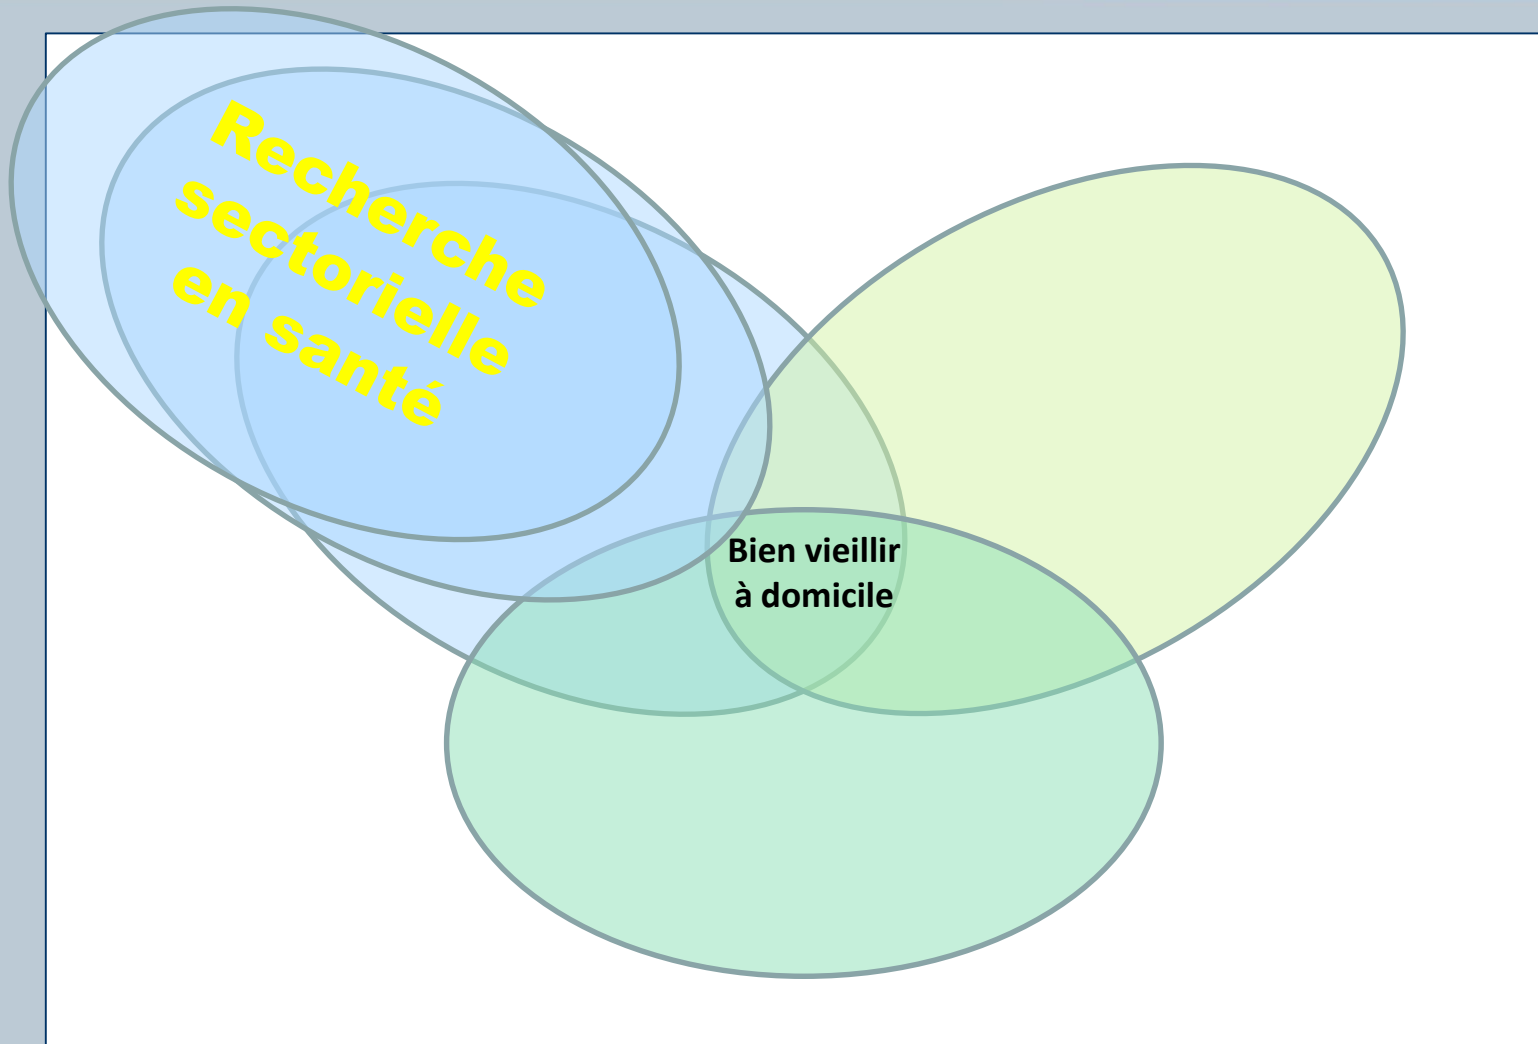 Recherche
sectorielle
en santé
Bien vieillir
à domicile